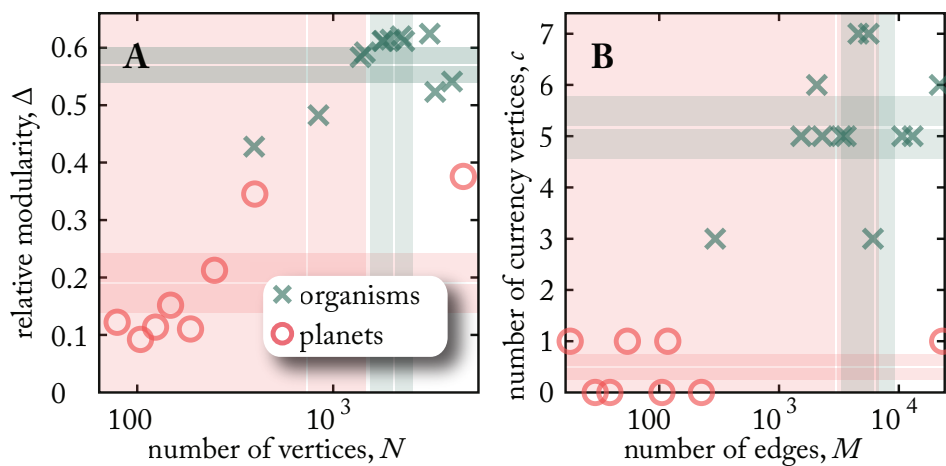 A
relative modularity, Δ
0.6
0.5
0.4
0.3
0.2
0.1
0
100
10³
number of vertices, N
organisms
planets
B
number of currency vertices, c
7
6
5
4
3
2
1
0
100
10³
10⁴
number of edges, M